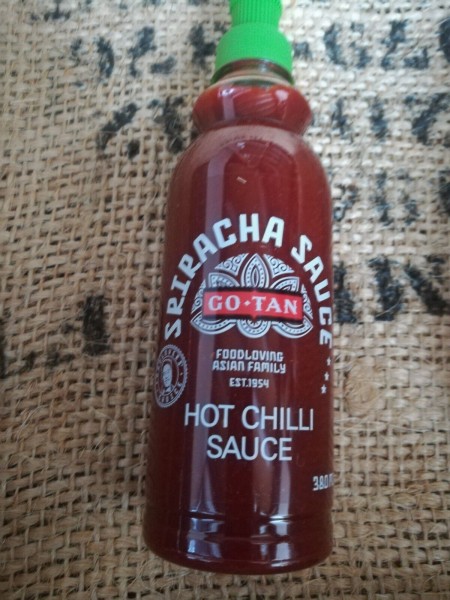 SRIRACHA SAUCE
GO·TAN
FOODLOVING
ASIAN FAMILY
EST.1954
HOT CHILLI
SAUCE